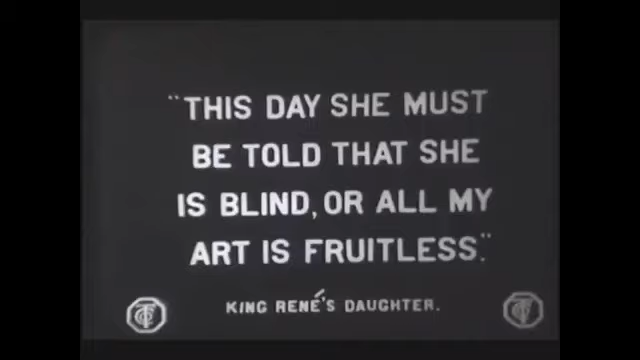 "THIS DAY SHE MUST
BE TOLD THAT SHE
IS BLIND, OR ALL MY
ART IS FRUITLESS."
KING RENÉ'S DAUGHTER.